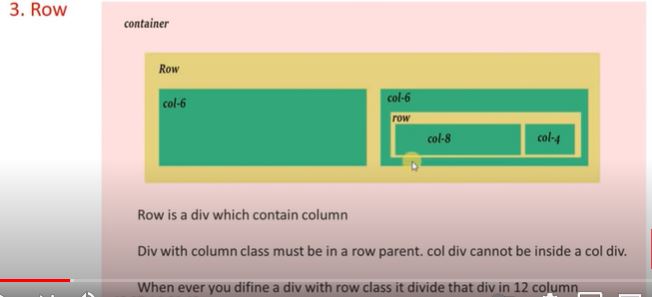 3. Row
container
Row
col-6
col-6
row
col-8
col-4
Row is a div which contain column
Div with column class must be in a row parent. col div cannot be inside a col div.
When ever you difine a div with row class it divide that div in 12 column